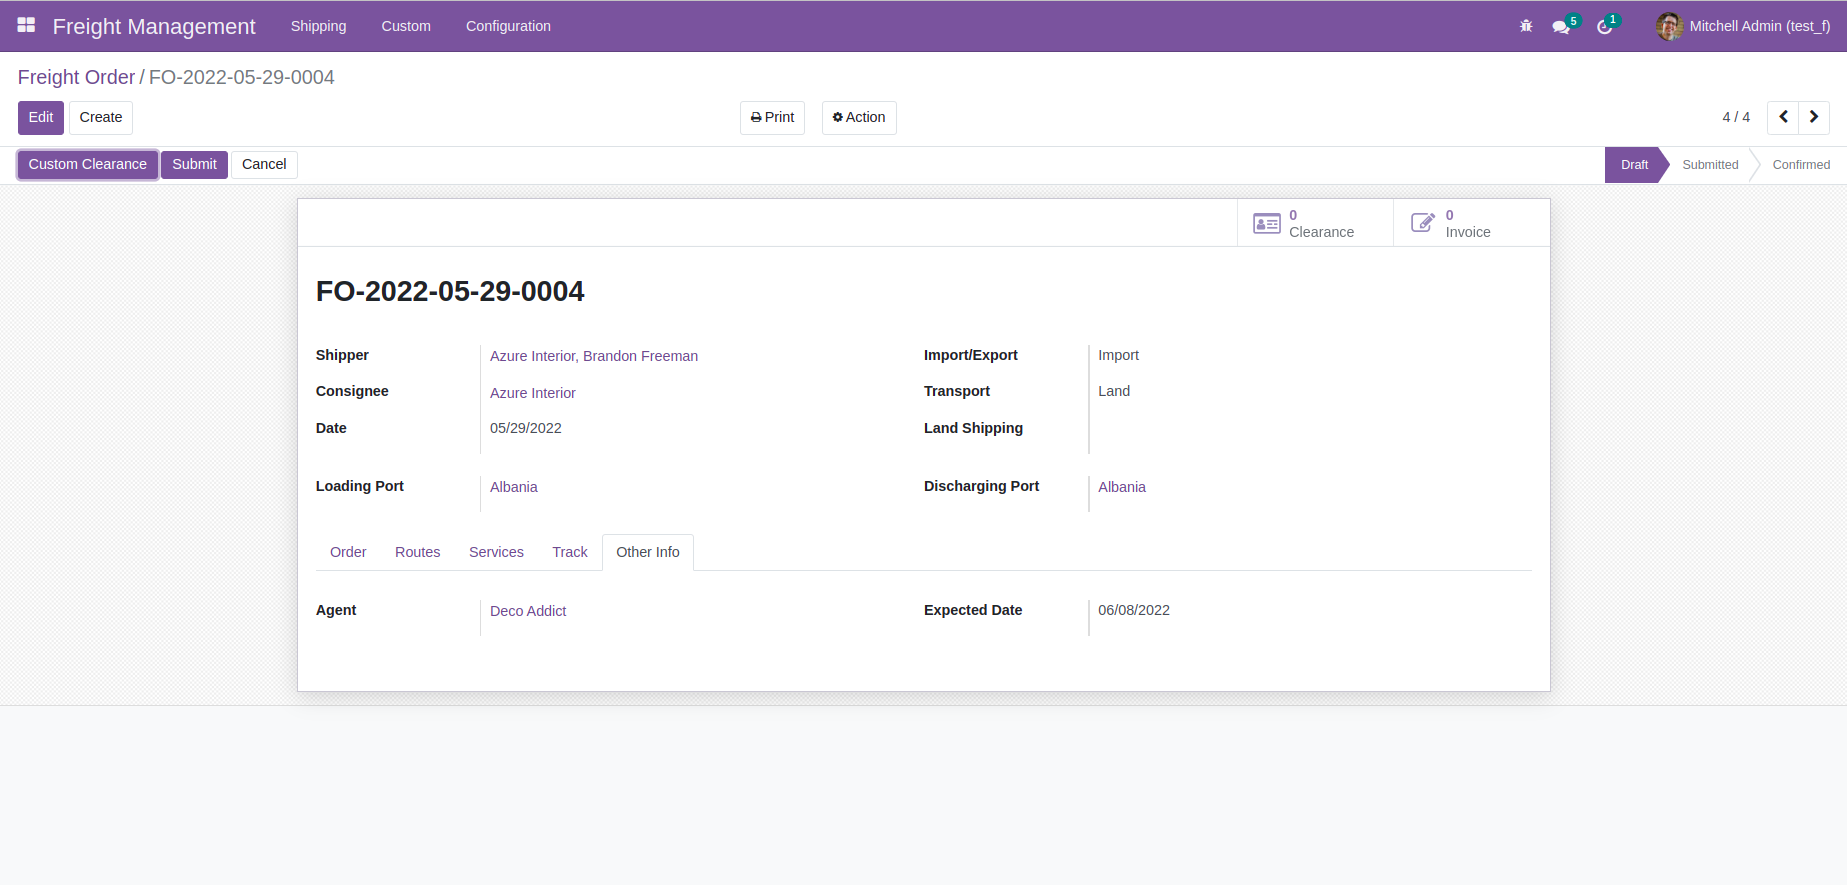 Freight Management Shipping Custom Configuration 5 1 Mitchell Admin (test_f)
Freight Order / FO-2022-05-29-0004
Edit Create Print Action 4 / 4
Custom Clearance Submit Cancel Draft Submitted Confirmed
0 Clearance 0 Invoice
FO-2022-05-29-0004
Shipper Azure Interior, Brandon Freeman Import/Export Import
Consignee Azure Interior Transport Land
Date 05/29/2022 Land Shipping
Loading Port Albania Discharging Port Albania
Order Routes Services Track Other Info
Agent Deco Addict Expected Date 06/08/2022